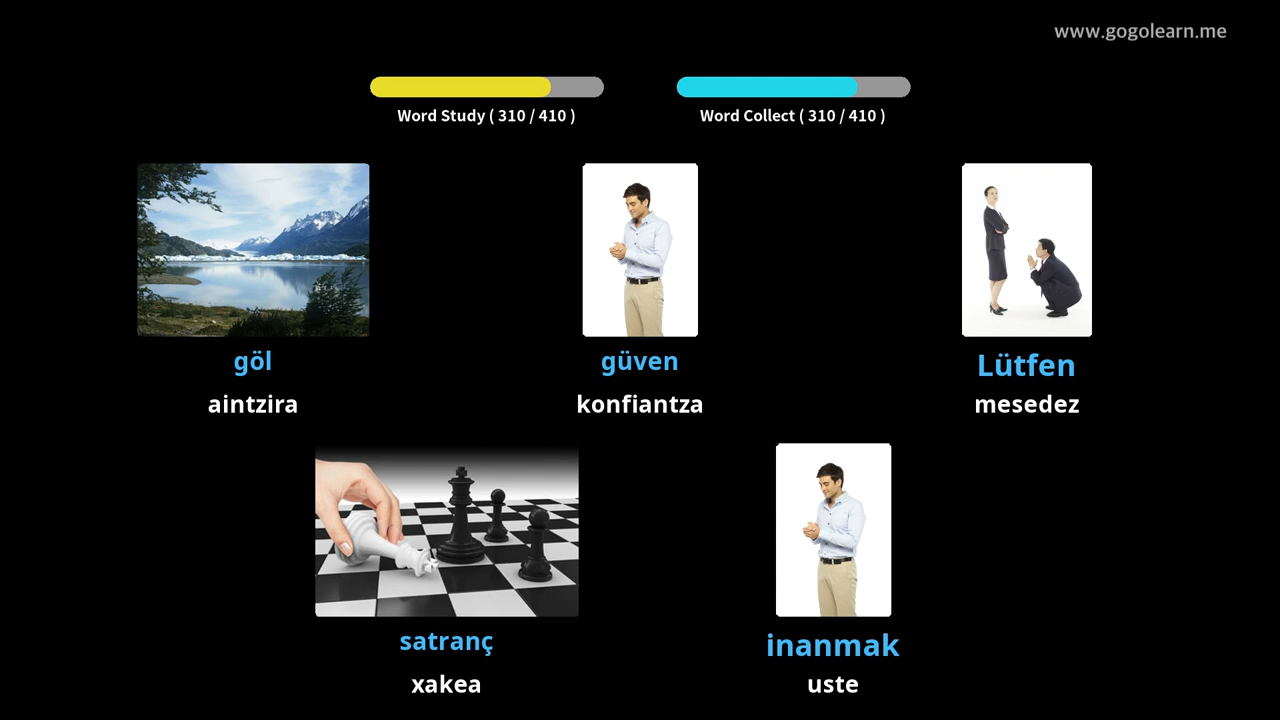 www.gogolearn.me
Word Study ( 310 / 410 )
Word Collect ( 310 / 410 )
göl
güven
Lütfen
aintzira
konfiantza
mesedez
satranç
inanmak
xakea
uste